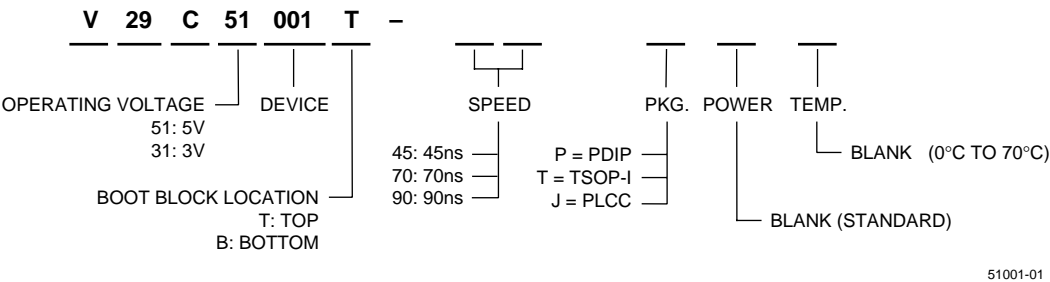 V 29 C 51 001 T –
OPERATING VOLTAGE
51: 5V
31: 3V
DEVICE
BOOT BLOCK LOCATION
T: TOP
B: BOTTOM
SPEED
45: 45ns
70: 70ns
90: 90ns
PKG.
P = PDIP
T = TSOP-I
J = PLCC
POWER
BLANK (STANDARD)
TEMP.
BLANK (0°C TO 70°C)
51001-01